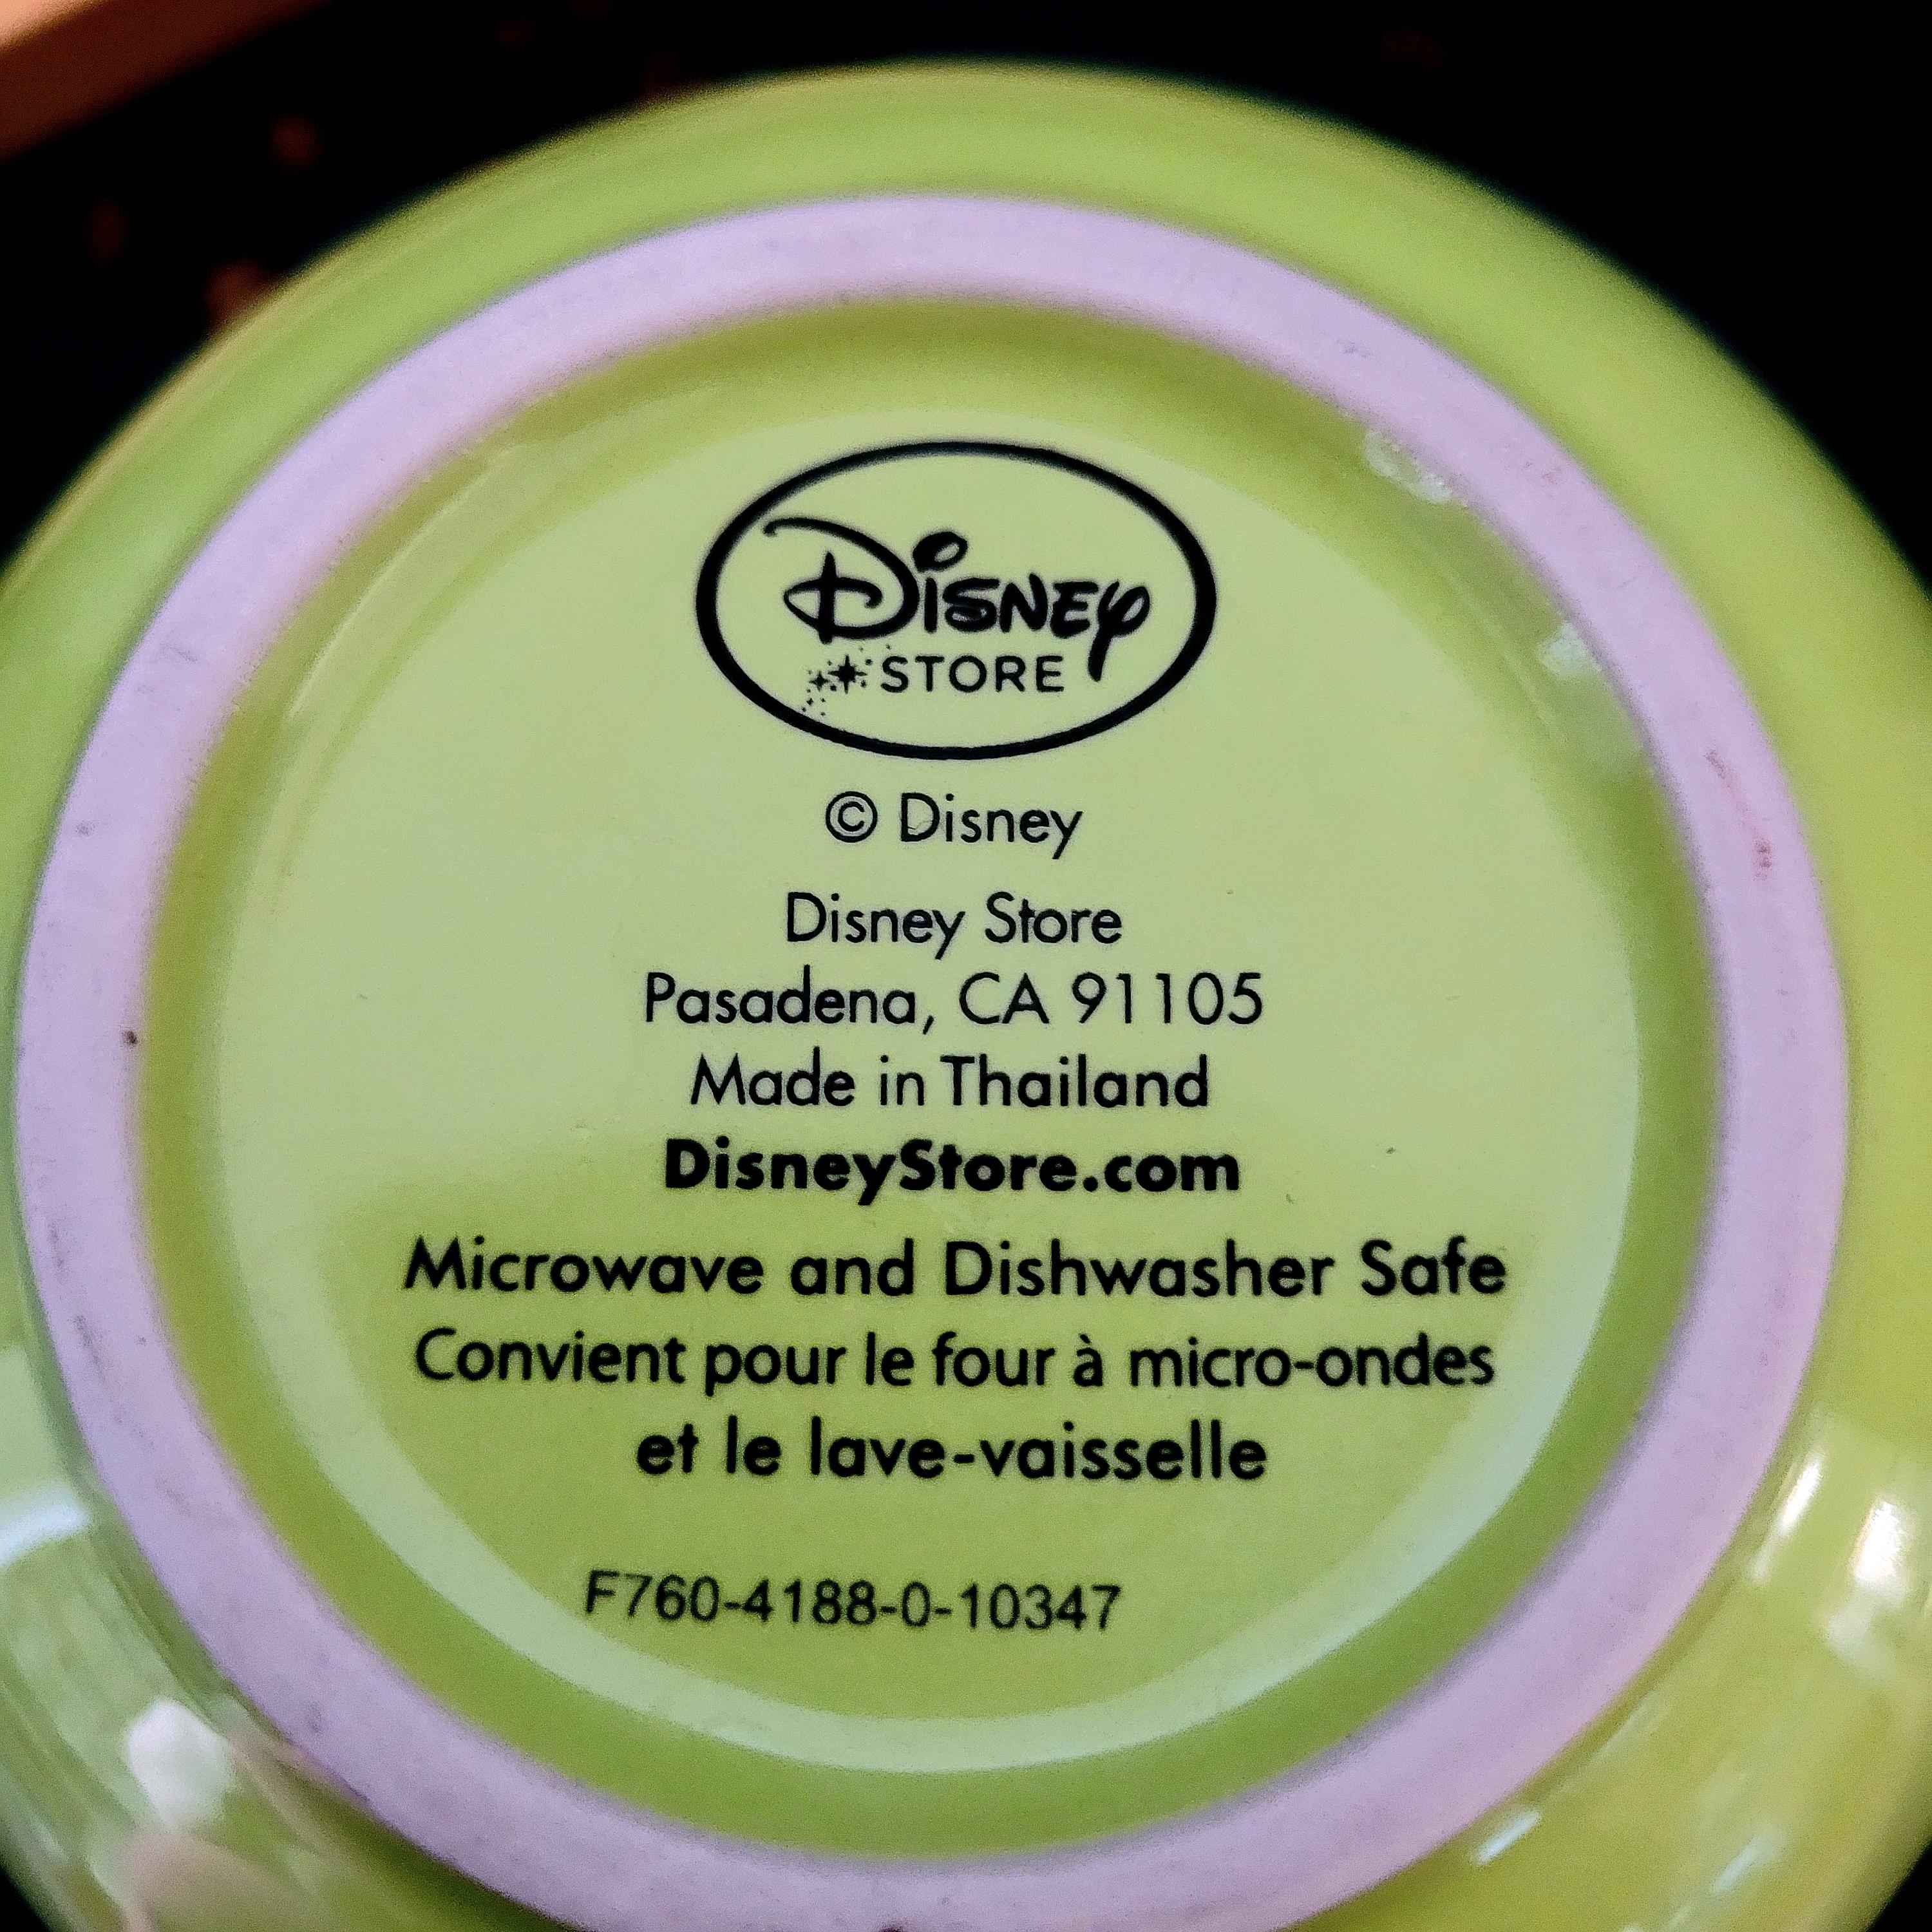 Disney
STORE
© Disney
Disney Store
Pasadena, CA 91105
Made in Thailand
DisneyStore.com
Microwave and Dishwasher Safe
Convient pour le four à micro-ondes
et le lave-vaisselle
F760-4188-0-10347